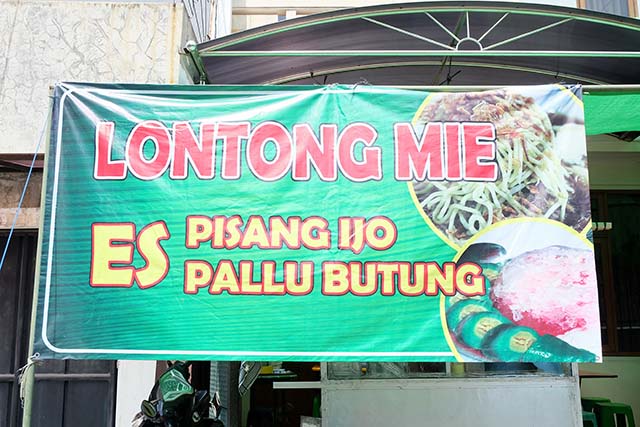 LONTONG MIE
ES
PISANG IJO
PALLU BUTUNG